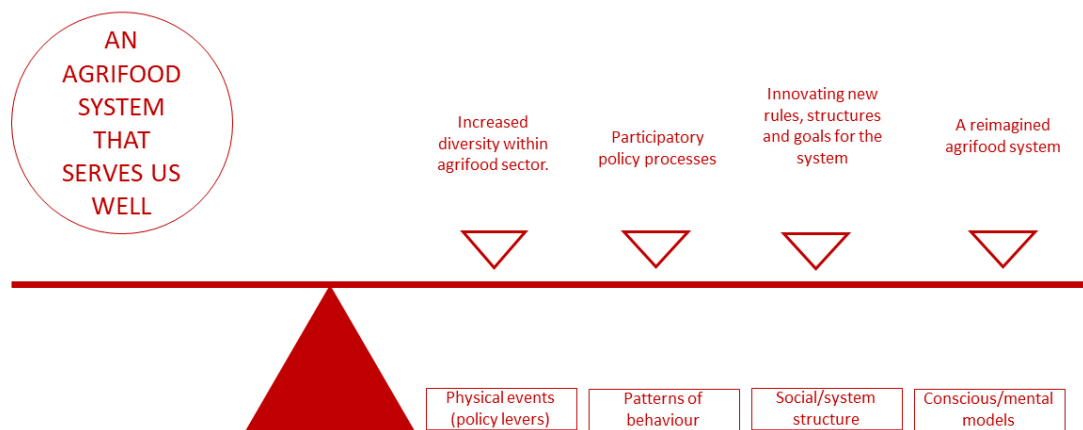 AN
AGRIFOOD
SYSTEM
THAT
SERVES US
WELL
Increased
diversity within
agrifood sector.
Participatory
policy processes
Innovating new
rules, structures
and goals for the
system
A reimagined
agrifood system
Physical events
(policy levers)
Patterns of
behaviour
Social/system
structure
Conscious/mental
models